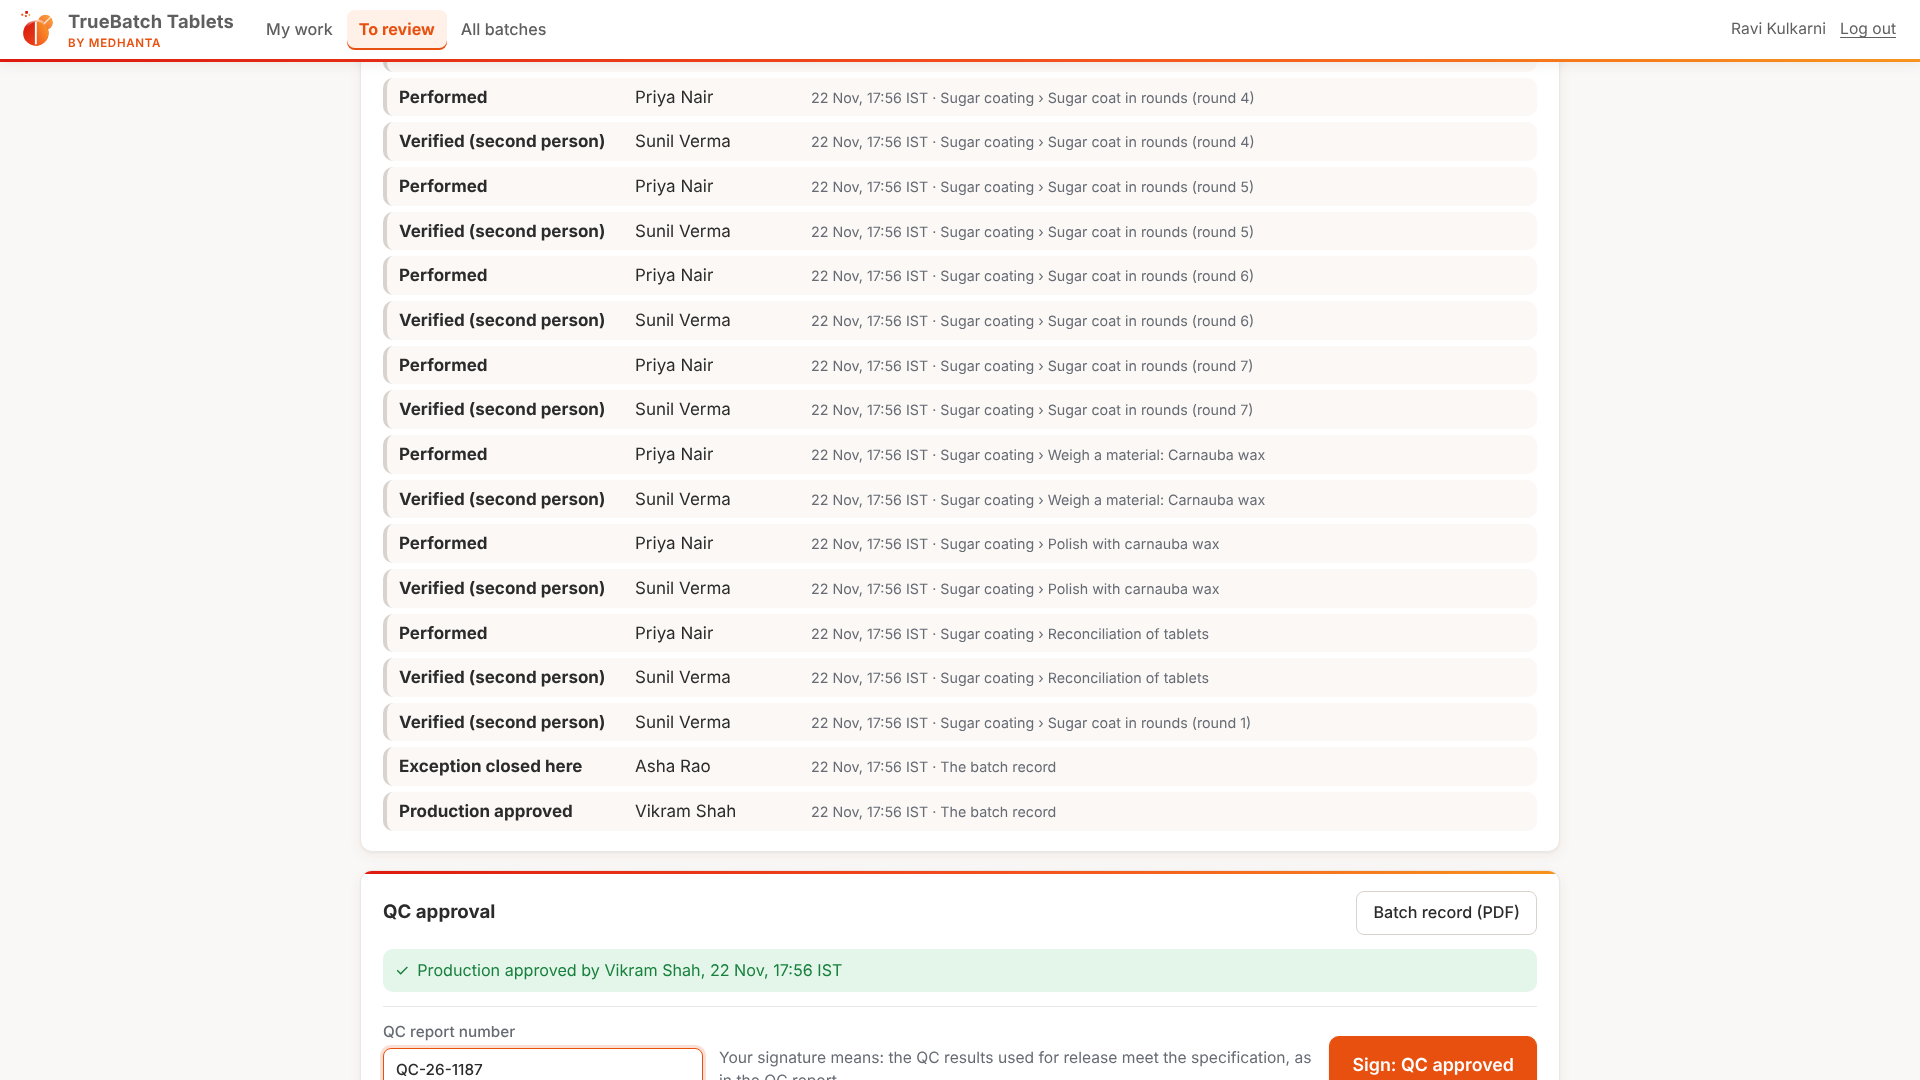 TrueBatch Tablets
BY MEDHANTA
My work
To review
All batches
Ravi Kulkarni
Log out
Performed Priya Nair 22 Nov, 17:56 IST · Sugar coating › Sugar coat in rounds (round 4)
Verified (second person) Sunil Verma 22 Nov, 17:56 IST · Sugar coating › Sugar coat in rounds (round 4)
Performed Priya Nair 22 Nov, 17:56 IST · Sugar coating › Sugar coat in rounds (round 5)
Verified (second person) Sunil Verma 22 Nov, 17:56 IST · Sugar coating › Sugar coat in rounds (round 5)
Performed Priya Nair 22 Nov, 17:56 IST · Sugar coating › Sugar coat in rounds (round 6)
Verified (second person) Sunil Verma 22 Nov, 17:56 IST · Sugar coating › Sugar coat in rounds (round 6)
Performed Priya Nair 22 Nov, 17:56 IST · Sugar coating › Sugar coat in rounds (round 7)
Verified (second person) Sunil Verma 22 Nov, 17:56 IST · Sugar coating › Sugar coat in rounds (round 7)
Performed Priya Nair 22 Nov, 17:56 IST · Sugar coating › Weigh a material: Carnauba wax
Verified (second person) Sunil Verma 22 Nov, 17:56 IST · Sugar coating › Weigh a material: Carnauba wax
Performed Priya Nair 22 Nov, 17:56 IST · Sugar coating › Polish with carnauba wax
Verified (second person) Sunil Verma 22 Nov, 17:56 IST · Sugar coating › Polish with carnauba wax
Performed Priya Nair 22 Nov, 17:56 IST · Sugar coating › Reconciliation of tablets
Verified (second person) Sunil Verma 22 Nov, 17:56 IST · Sugar coating › Reconciliation of tablets
Verified (second person) Sunil Verma 22 Nov, 17:56 IST · Sugar coating › Sugar coat in rounds (round 1)
Exception closed here Asha Rao 22 Nov, 17:56 IST · The batch record
Production approved Vikram Shah 22 Nov, 17:56 IST · The batch record
QC approval
Batch record (PDF)
✓ Production approved by Vikram Shah, 22 Nov, 17:56 IST
QC report number
QC-26-1187
Your signature means: the QC results used for release meet the specification, as
in the QC report.
Sign: QC approved